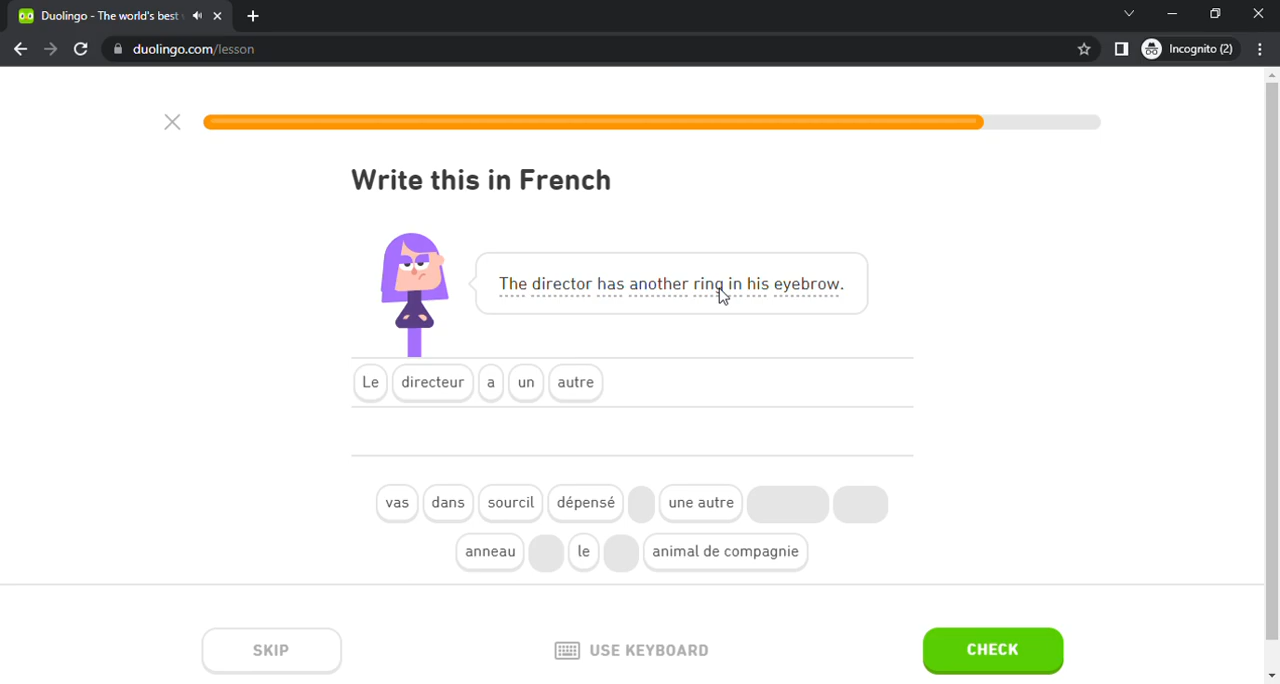 Duolingo - The world's best
duolingo.com/lesson
Incognito (2)
Write this in French
The director has another ring in his eyebrow.
Le directeur a un autre
vas dans sourcil dépensé une autre
anneau le animal de compagnie
SKIP USE KEYBOARD CHECK